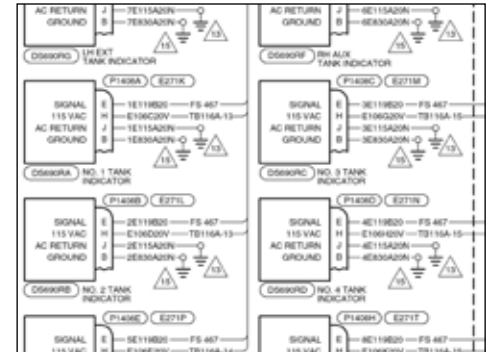 AC RETURN J 7E115A20N
GROUND B 7E830A20N
15 13
DS690RG LH EXT
TANK INDICATOR
P1408A E271K
SIGNAL E 1E119B20 FS 467
115 VAC H E106C20V TB116A-13
AC RETURN J 1E115A20N
GROUND B 1E830A20N
15 13
DS690RA NO. 1 TANK
INDICATOR
P1408B E271L
SIGNAL E 2E119B20 FS 467
115 VAC H E106D20V TB116A-13
AC RETURN J 2E115A20N
GROUND B 2E830A20N
15 13
DS690RB NO. 2 TANK
INDICATOR
P1408E E271P
SIGNAL E 5E119B20 FS 467
115 VAC H
AC RETURN J 6E115A20N
GROUND B 6E830A20N
15 13
DS690RF RH AUX
TANK INDICATOR
P1408C E271M
SIGNAL E 3E119B20 FS 467
115 VAC H E106G20V TB116A-15
AC RETURN J 3E115A20N
GROUND B 3E830A20N
15 13
DS690RC NO. 3 TANK
INDICATOR
P1408D E271N
SIGNAL E 4E119B20 FS 467
115 VAC H E106H20V TB116A-15
AC RETURN J 4E115A20N
GROUND B 4E830A20N
15 13
DS690RD NO. 4 TANK
INDICATOR
P1408H E271T
SIGNAL E 8E119B20 FS 467
115 VAC H